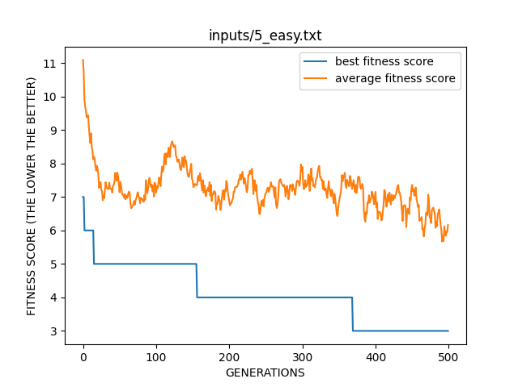 inputs/5_easy.txt
best fitness score
average fitness score
FITNESS SCORE (THE LOWER THE BETTER)
11
10
9
8
7
6
5
4
3
0 100 200 300 400 500
GENERATIONS